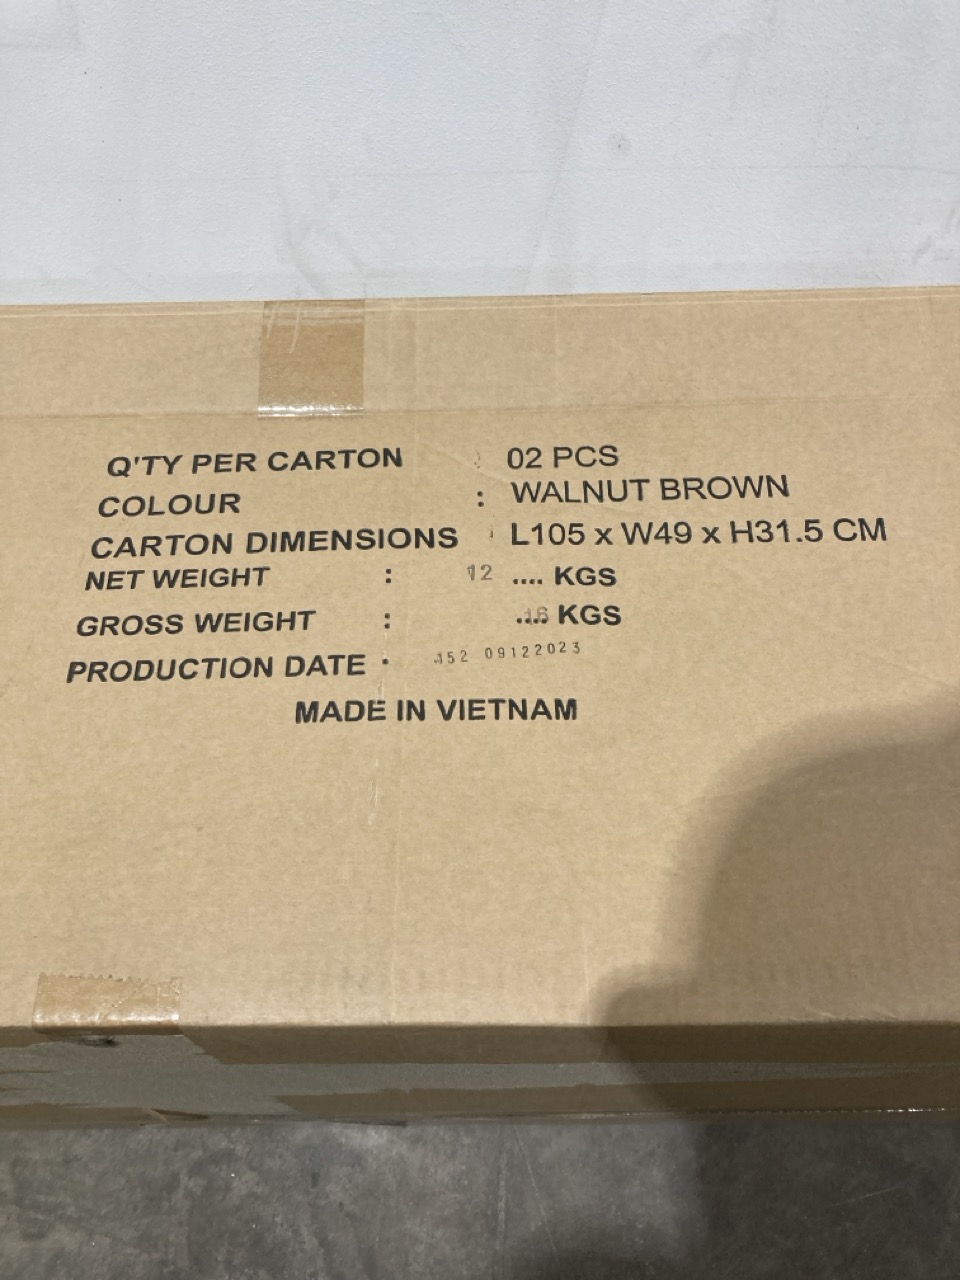 Q'TY PER CARTON : 02 PCS
COLOUR : WALNUT BROWN
CARTON DIMENSIONS : L105 x W49 x H31.5 CM
NET WEIGHT : 12 .... KGS
GROSS WEIGHT : KGS
PRODUCTION DATE : 152 09122023
MADE IN VIETNAM